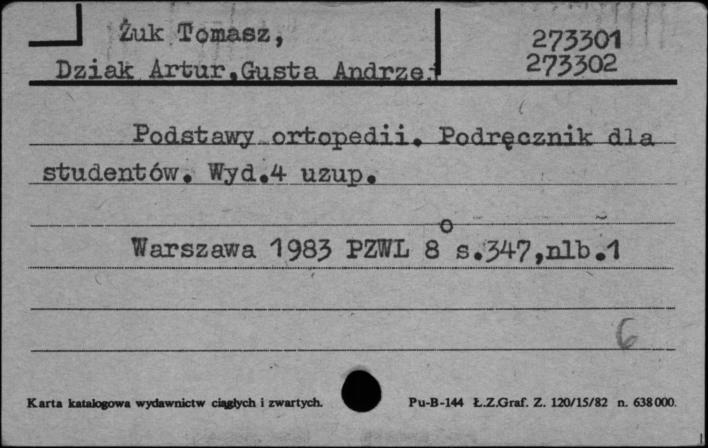 Żuk Tomasz,
273301
Dziak Artur,Gusta Andrzej
273302
Podstawy ortopedii. Podręcznik dla
studentów. Wyd.4 uzup.
Warszawa 1983 PZWL 8° s.347,nlb.1
6
Karta katalogowa wydawnictw ciągłych i zwartych.
Pu-B-144 Ł.Z.Graf. Z. 120/15/82 n. 638000.